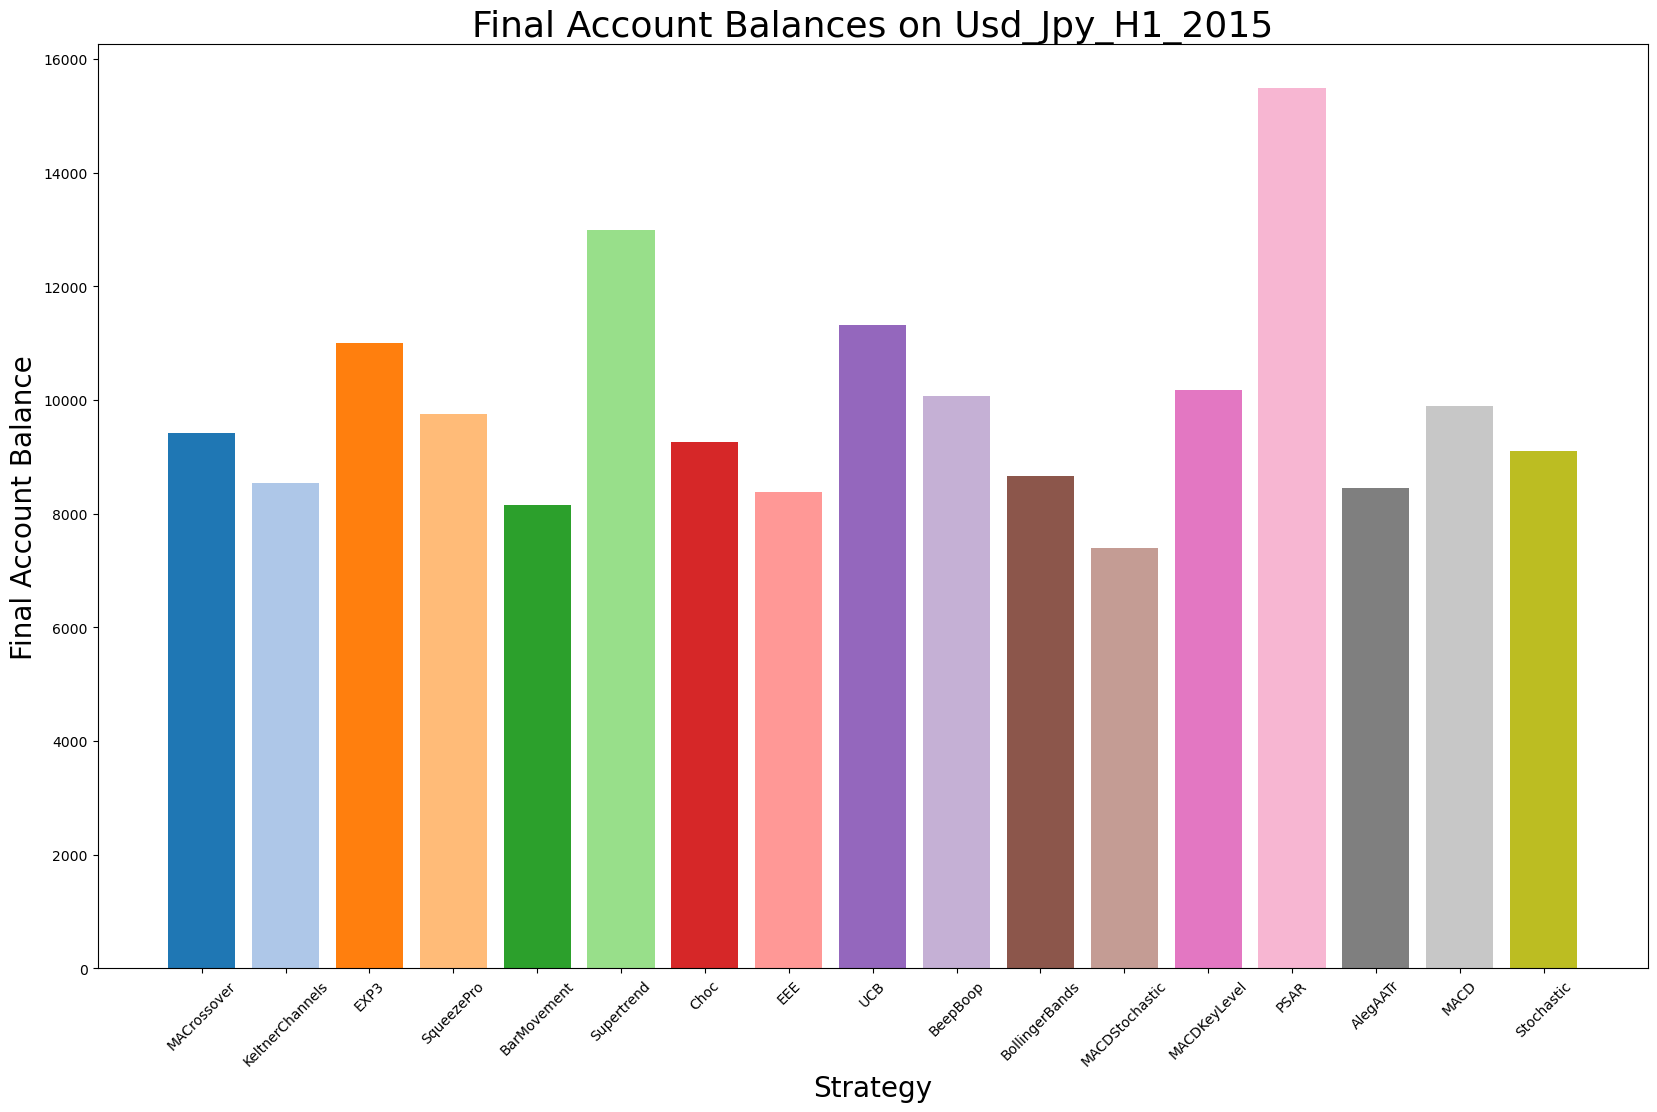 Final Account Balances on Usd_Jpy_H1_2015
Final Account Balance
16000
14000
12000
10000
8000
6000
4000
2000
0
MACrossover
KeltnerChannels
EXP3
SqueezePro
BarMovement
Supertrend
Choc
EEE
UCB
BeepBoop
BollingerBands
MACDStochastic
MACDKeyLevel
PSAR
AlegAATr
MACD
Stochastic
Strategy